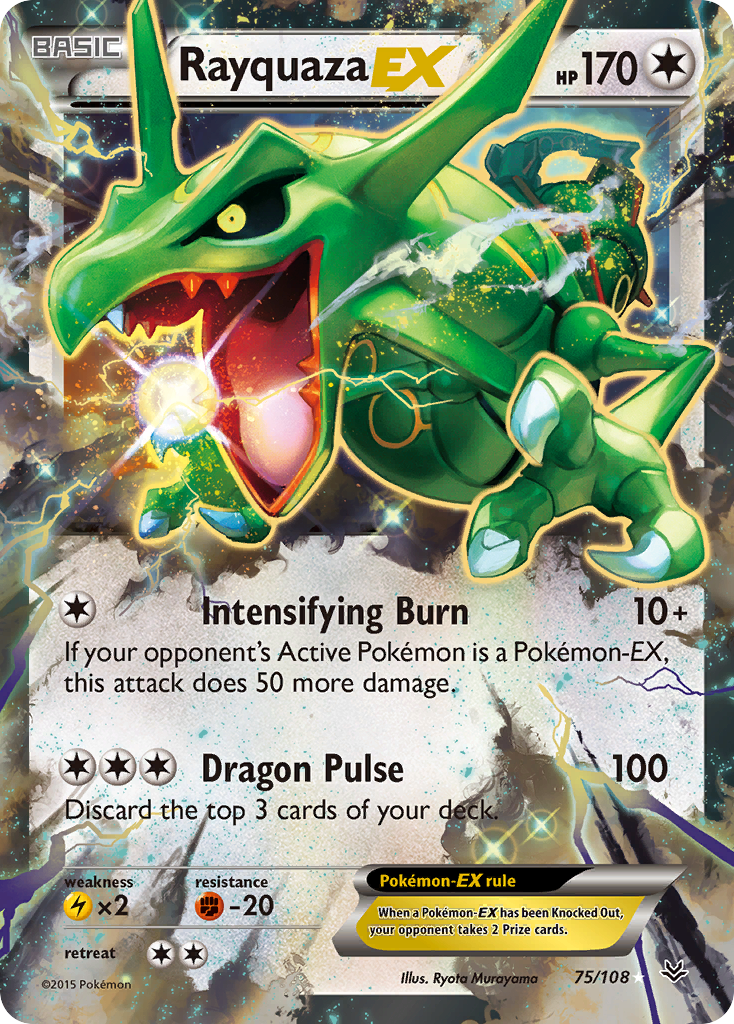 BASIC
Rayquaza EX
HP 170
Intensifying Burn 10+
If your opponent's Active Pokémon is a Pokémon-EX,
this attack does 50 more damage.
Dragon Pulse 100
Discard the top 3 cards of your deck.
weakness resistance
×2 -20
retreat
Pokémon-EX rule
When a Pokémon-EX has been Knocked Out,
your opponent takes 2 Prize cards.
©2015 Pokémon
Illus. Ryota Murayama 75/108